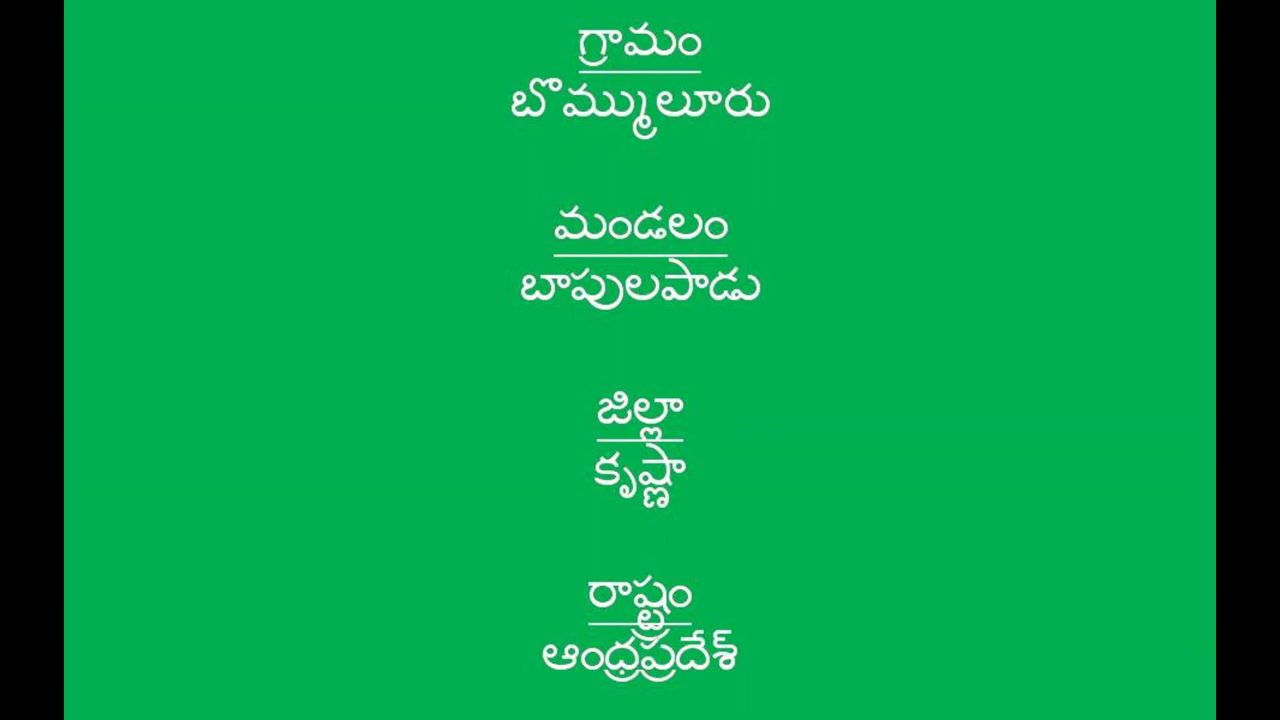 గ్రామం
బొమ్ములూరు
మండలం
బాపులపాడు
జిల్లా
కృష్ణా
రాష్ట్రం
ఆంధ్రప్రదేశ్